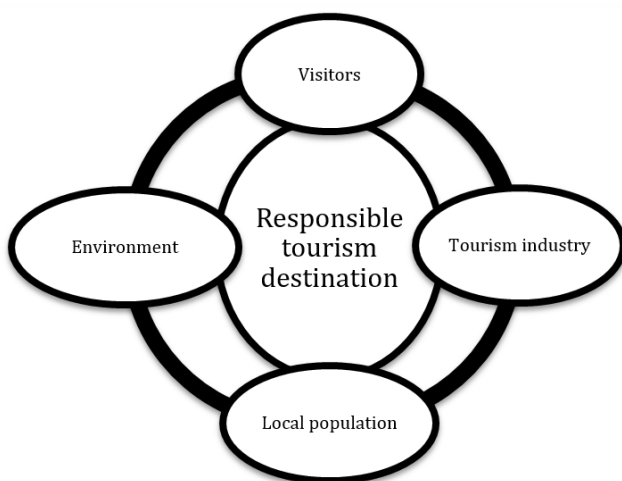 Visitors
Environment
Responsible
tourism
destination
Tourism industry
Local population